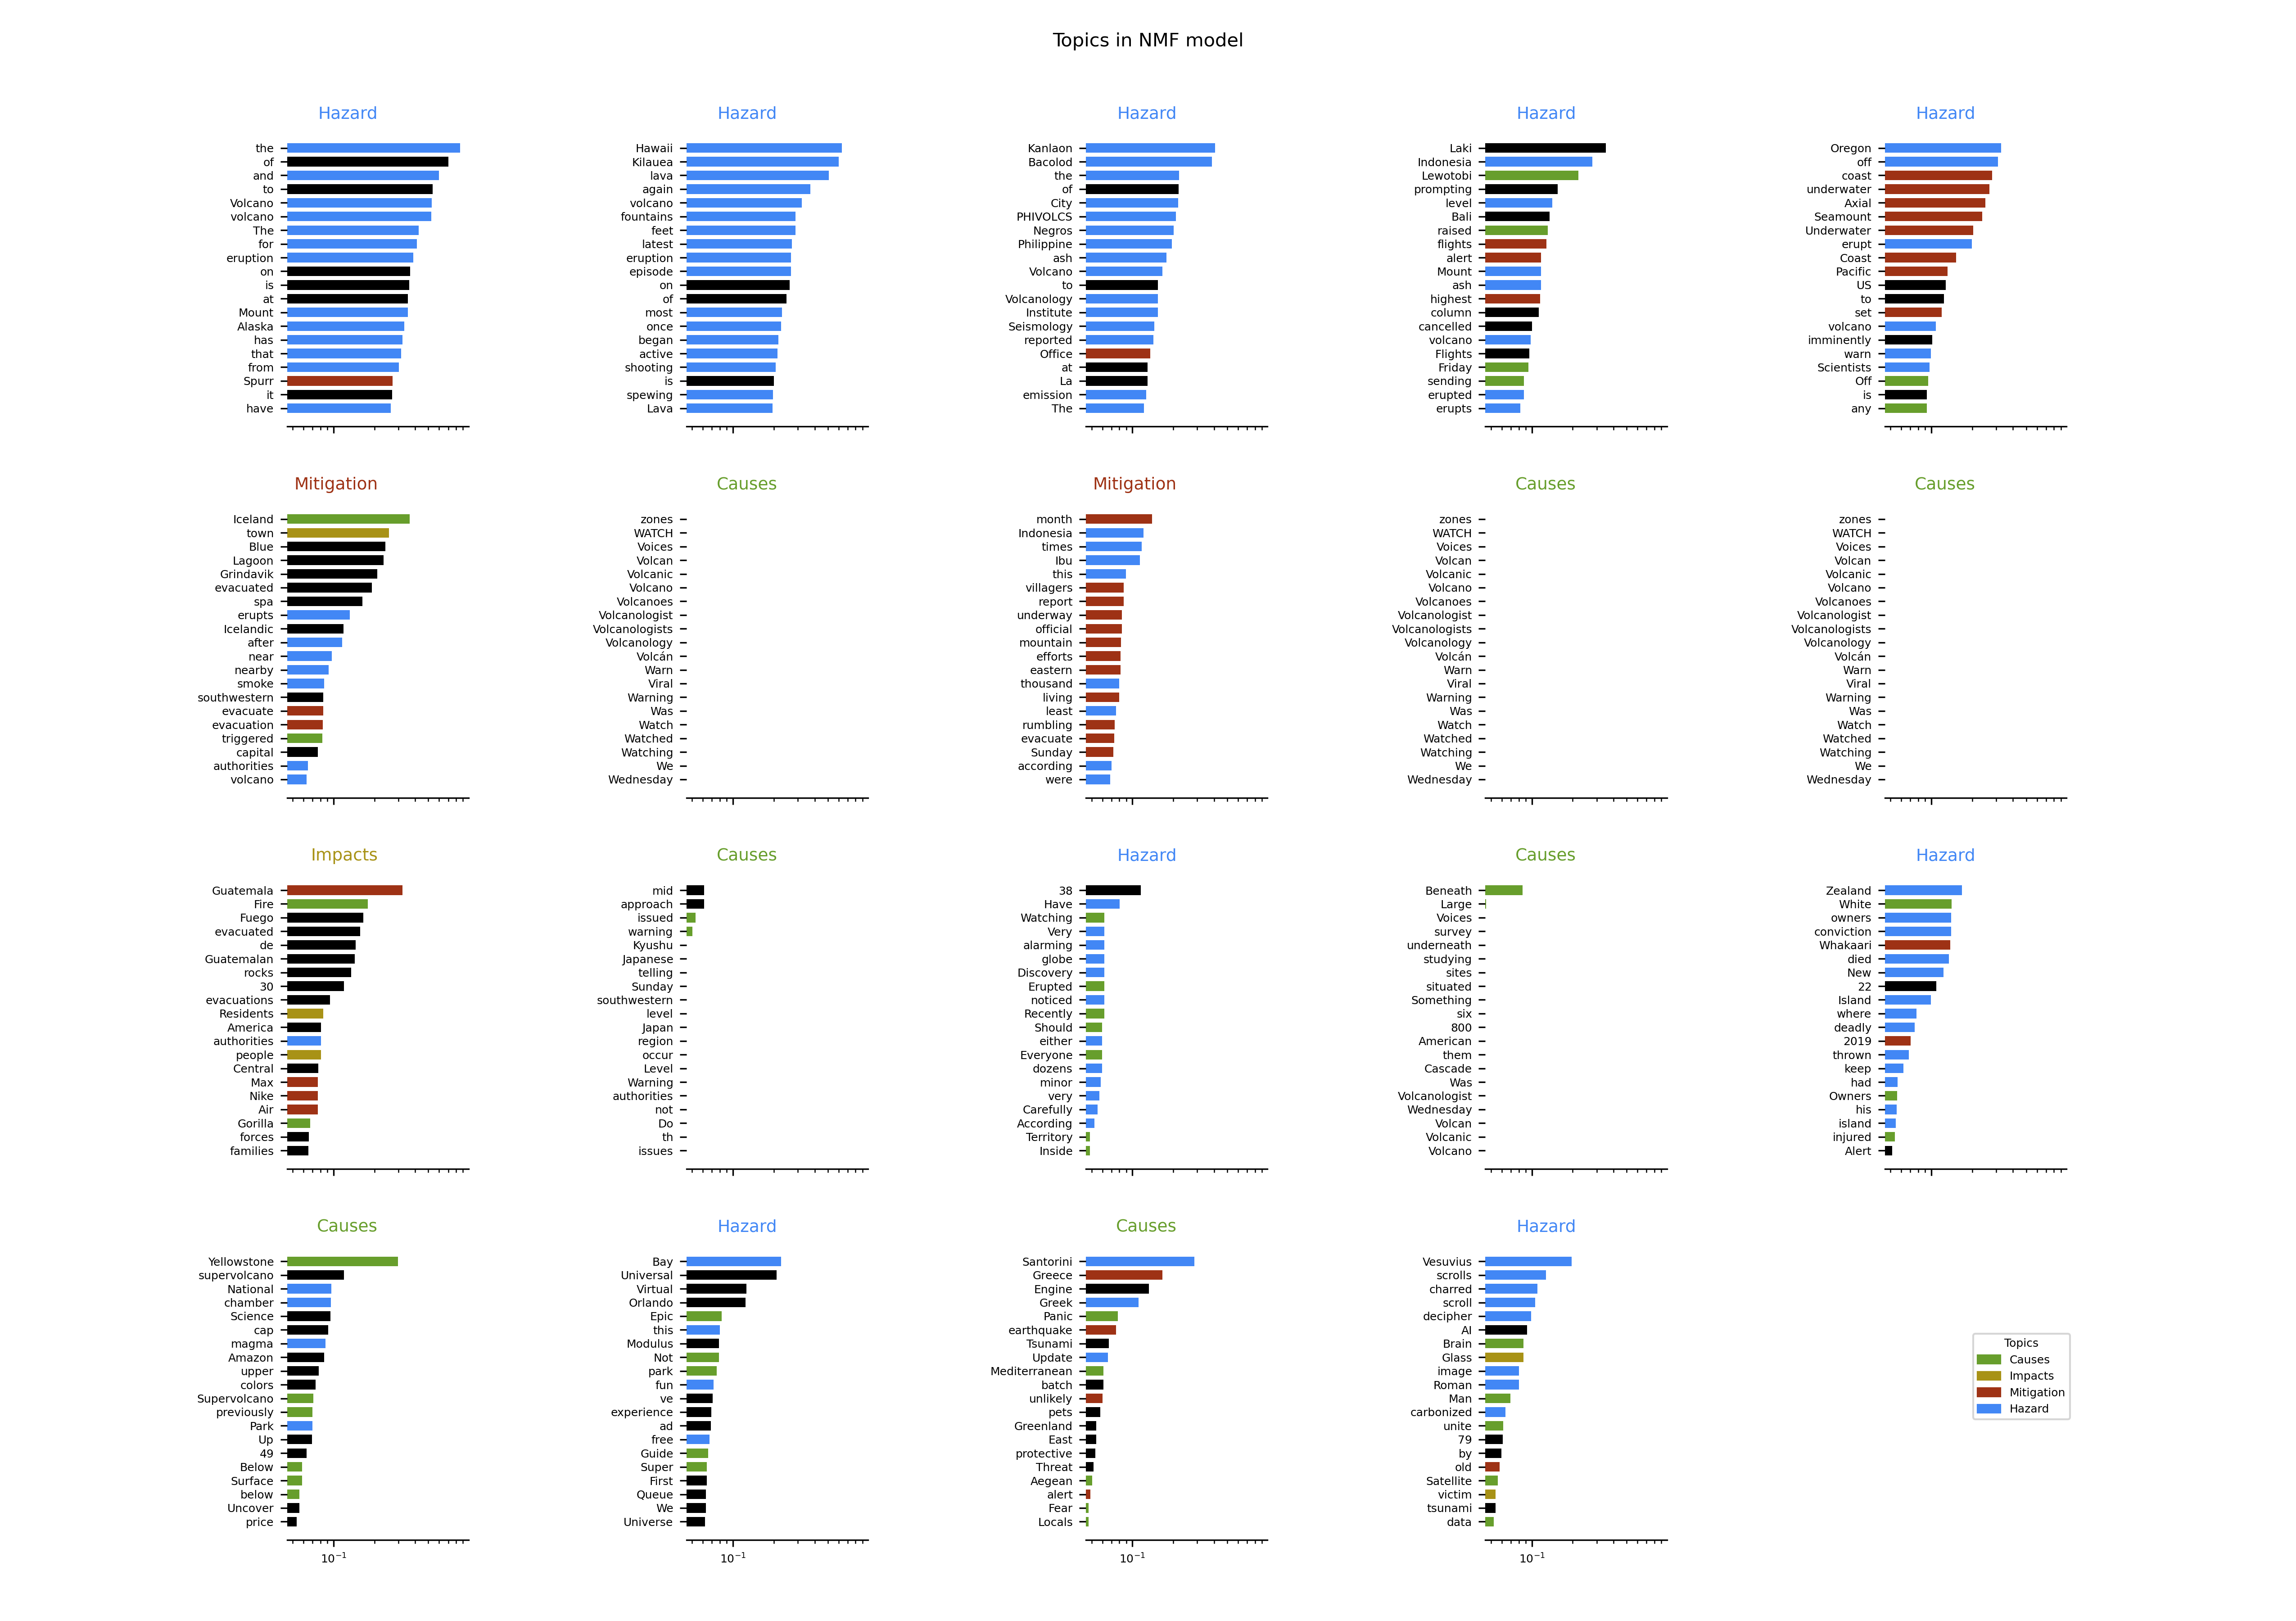 Topics in NMF model
Hazard
the
of
and
to
Volcano
volcano
The
for
eruption
on
is
at
Mount
Alaska
has
that
from
Spurr
it
have
Hazard
Hawaii
Kilauea
lava
again
volcano
fountains
feet
latest
eruption
episode
on
of
most
once
began
active
shooting
is
spewing
Lava
Hazard
Kanlaon
Bacolod
the
of
City
PHIVOLCS
Negros
Philippine
ash
Volcano
to
Volcanology
Institute
Seismology
reported
Office
at
La
emission
The
Hazard
Laki
Indonesia
Lewotobi
prompting
level
Bali
raised
flights
alert
Mount
ash
highest
column
cancelled
volcano
Flights
Friday
sending
erupted
erupts
Hazard
Oregon
off
coast
underwater
Axial
Seamount
Underwater
erupt
Coast
Pacific
US
to
set
volcano
imminently
warn
Scientists
Off
is
any
Mitigation
Iceland
town
Blue
Lagoon
Grindavik
evacuated
spa
erupts
Icelandic
after
near
nearby
smoke
southwestern
evacuate
evacuation
triggered
capital
authorities
volcano
Causes
zones
WATCH
Voices
Volcan
Volcanic
Volcano
Volcanoes
Volcanologist
Volcanologists
Volcanology
Volcán
Warn
Viral
Warning
Was
Watch
Watched
Watching
We
Wednesday
Mitigation
month
Indonesia
times
Ibu
this
villagers
report
underway
official
mountain
efforts
eastern
thousand
living
least
rumbling
evacuate
Sunday
according
were
Causes
zones
WATCH
Voices
Volcan
Volcanic
Volcano
Volcanoes
Volcanologist
Volcanologists
Volcanology
Volcán
Warn
Viral
Warning
Was
Watch
Watched
Watching
We
Wednesday
Causes
zones
WATCH
Voices
Volcan
Volcanic
Volcano
Volcanoes
Volcanologist
Volcanologists
Volcanology
Volcán
Warn
Viral
Warning
Was
Watch
Watched
Watching
We
Wednesday
Impacts
Guatemala
Fire
Fuego
evacuated
de
Guatemalan
rocks
30
evacuations
Residents
America
authorities
people
Central
Max
Nike
Air
Gorilla
forces
families
Causes
mid
approach
issued
warning
Kyushu
Japanese
telling
Sunday
southwestern
level
Japan
region
occur
Level
Warning
authorities
not
Do
th
issues
Hazard
38
Have
Watching
Very
alarming
globe
Discovery
Erupted
noticed
Recently
Should
either
Everyone
dozens
minor
very
Carefully
According
Territory
Inside
Causes
Beneath
Large
Voices
survey
underneath
studying
sites
situated
Something
six
800
American
them
Cascade
Was
Volcanologist
Wednesday
Volcan
Volcanic
Volcano
Hazard
Zealand
White
owners
conviction
Whakaari
died
New
22
Island
where
deadly
2019
thrown
keep
had
Owners
his
island
injured
Alert
Causes
Yellowstone
supervolcano
National
chamber
Science
cap
magma
Amazon
upper
colors
Supervolcano
previously
Park
Up
49
Below
Surface
below
Uncover
price
10⁻¹
Hazard
Bay
Universal
Virtual
Orlando
Epic
this
Modulus
Not
park
fun
ve
experience
ad
free
Guide
Super
First
Queue
We
Universe
10⁻¹
Causes
Santorini
Greece
Engine
Greek
Panic
earthquake
Tsunami
Update
Mediterranean
batch
unlikely
pets
Greenland
East
protective
Threat
Aegean
alert
Fear
Locals
10⁻¹
Hazard
Vesuvius
scrolls
charred
scroll
decipher
AI
Brain
Glass
image
Roman
Man
carbonized
unite
79
by
old
Satellite
victim
tsunami
data
10⁻¹
Topics
Causes
Impacts
Mitigation
Hazard